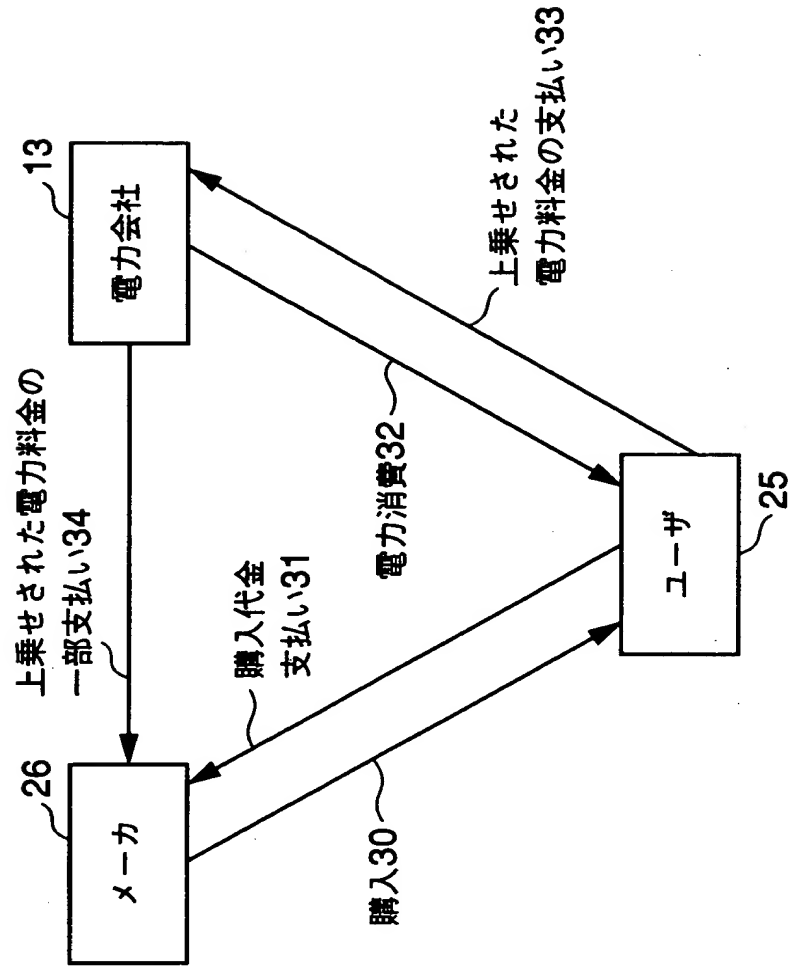 26
メーカ
上乗せされた電力料金の
一部支払い34
13
電力会社
購入30
購入代金
支払い31
電力消費32
上乗せされた
電力料金の支払い33
ユーザ
25